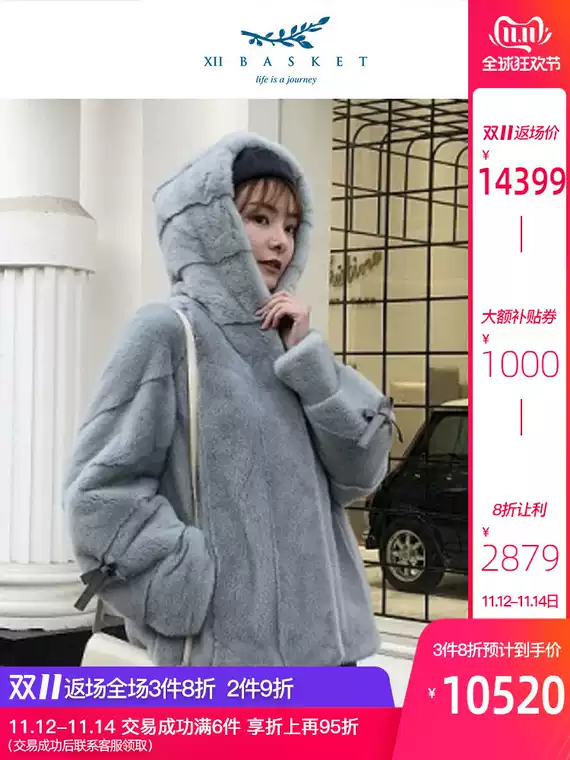 XII BASKET
life is a journey
11.11
全球狂欢节
双11返场价
¥
14399
大额补贴券
¥
1000
8折让利
¥
2879
11.12-11.14日
3件8折预计到手价
¥ 10520
双11返场全场3件8折 2件9折
11.12-11.14 交易成功满6件 享折上再95折
(交易成功后联系客服领取)